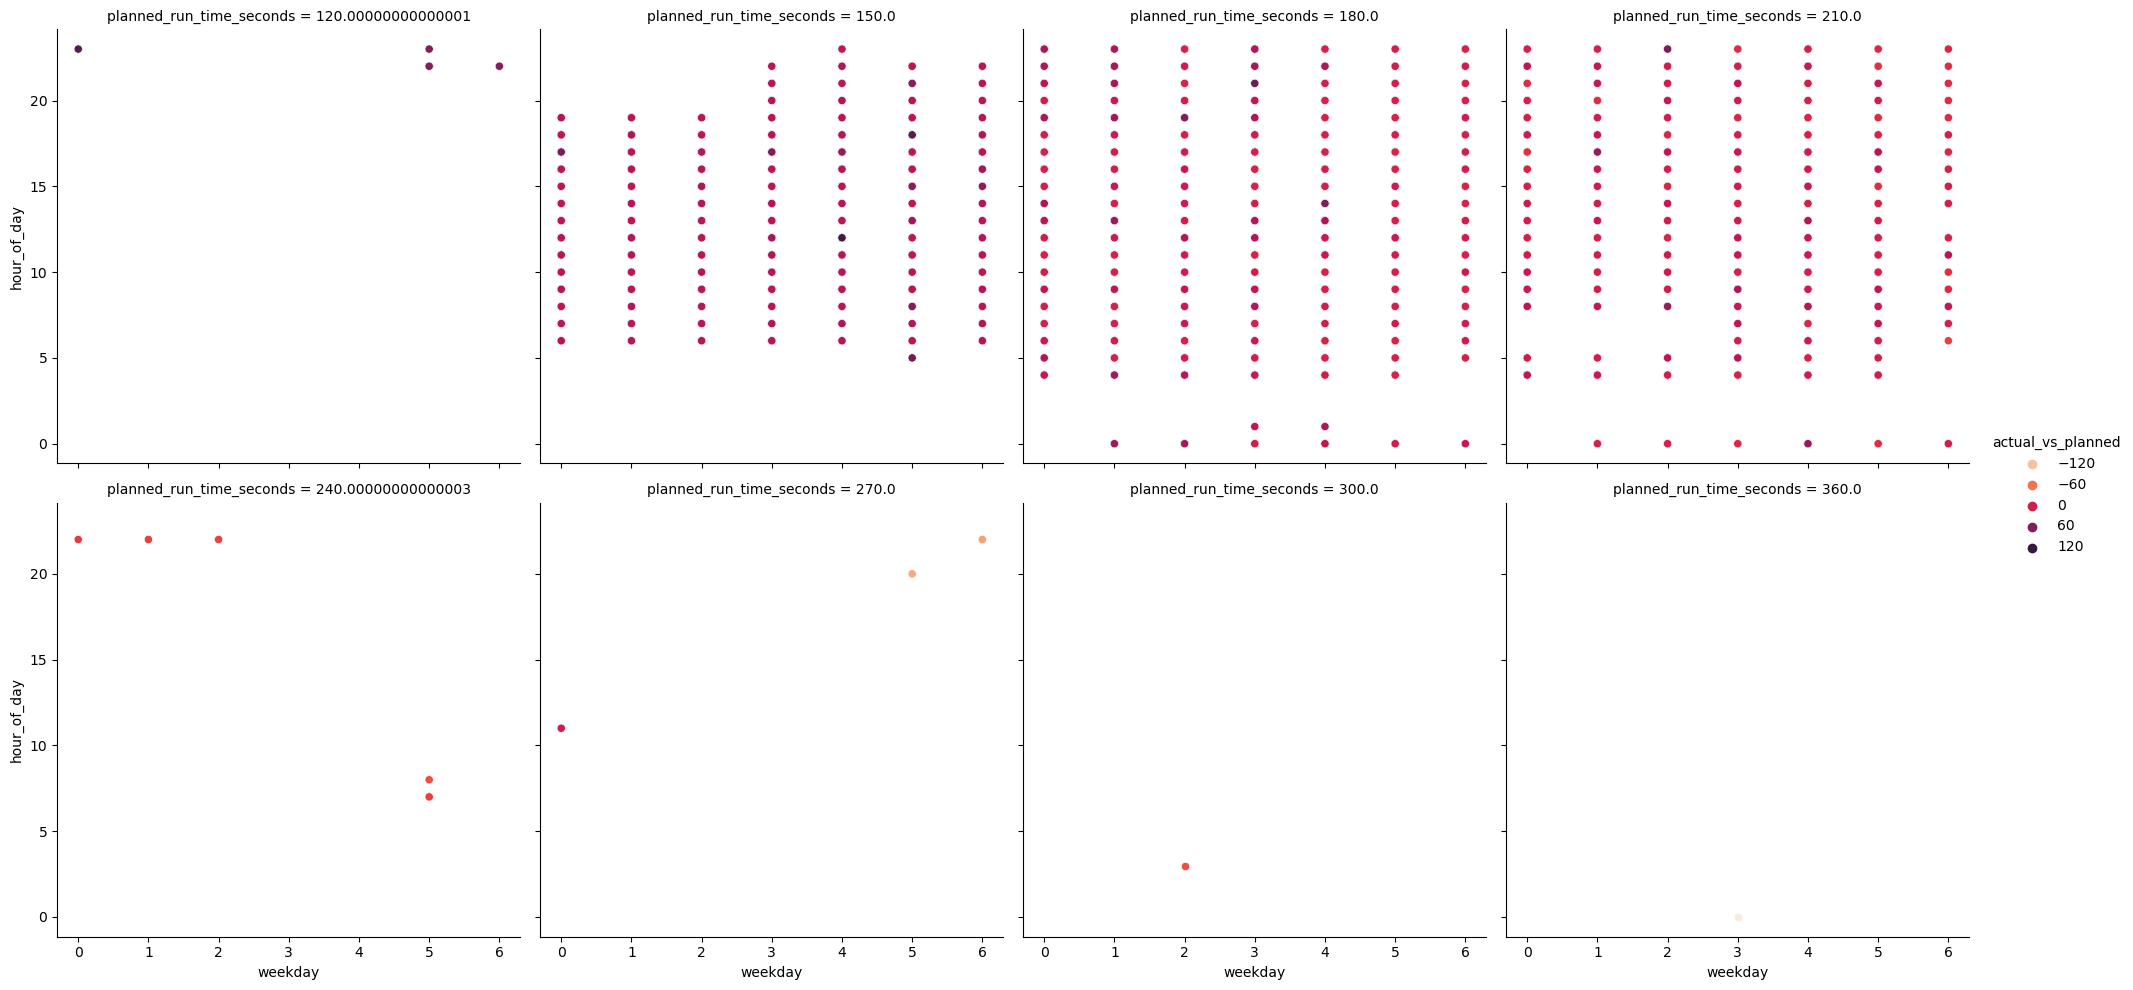 planned_run_time_seconds = 120.00000000000001
planned_run_time_seconds = 150.0
planned_run_time_seconds = 180.0
planned_run_time_seconds = 210.0
20
15
10
5
0
hour_of_day
actual_vs_planned
−120
−60
0
60
120
planned_run_time_seconds = 240.00000000000003
planned_run_time_seconds = 270.0
planned_run_time_seconds = 300.0
planned_run_time_seconds = 360.0
20
15
10
5
0
hour_of_day
0 1 2 3 4 5 6
0 1 2 3 4 5 6
0 1 2 3 4 5 6
0 1 2 3 4 5 6
weekday
weekday
weekday
weekday